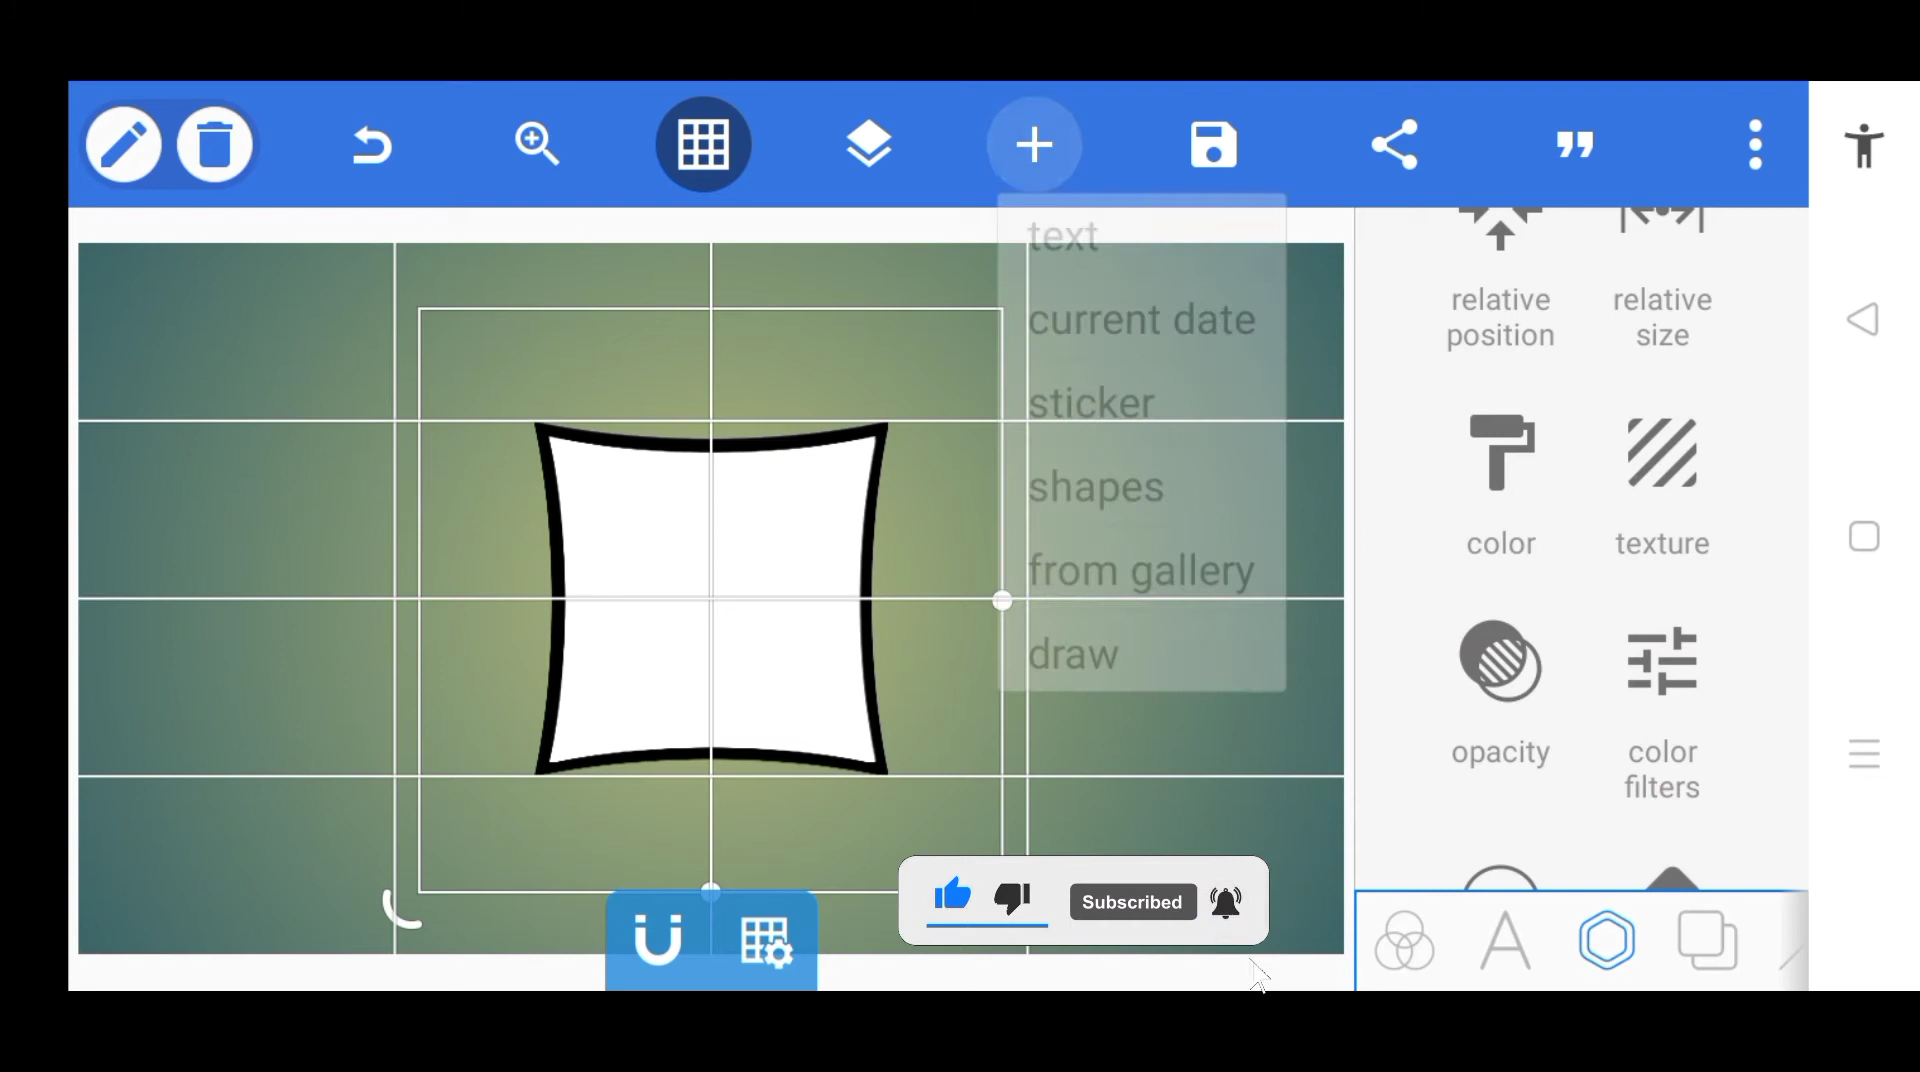 text
current date
sticker
shapes
from gallery
draw
relative
position
relative
size
color
texture
opacity
color
filters
Subscribed